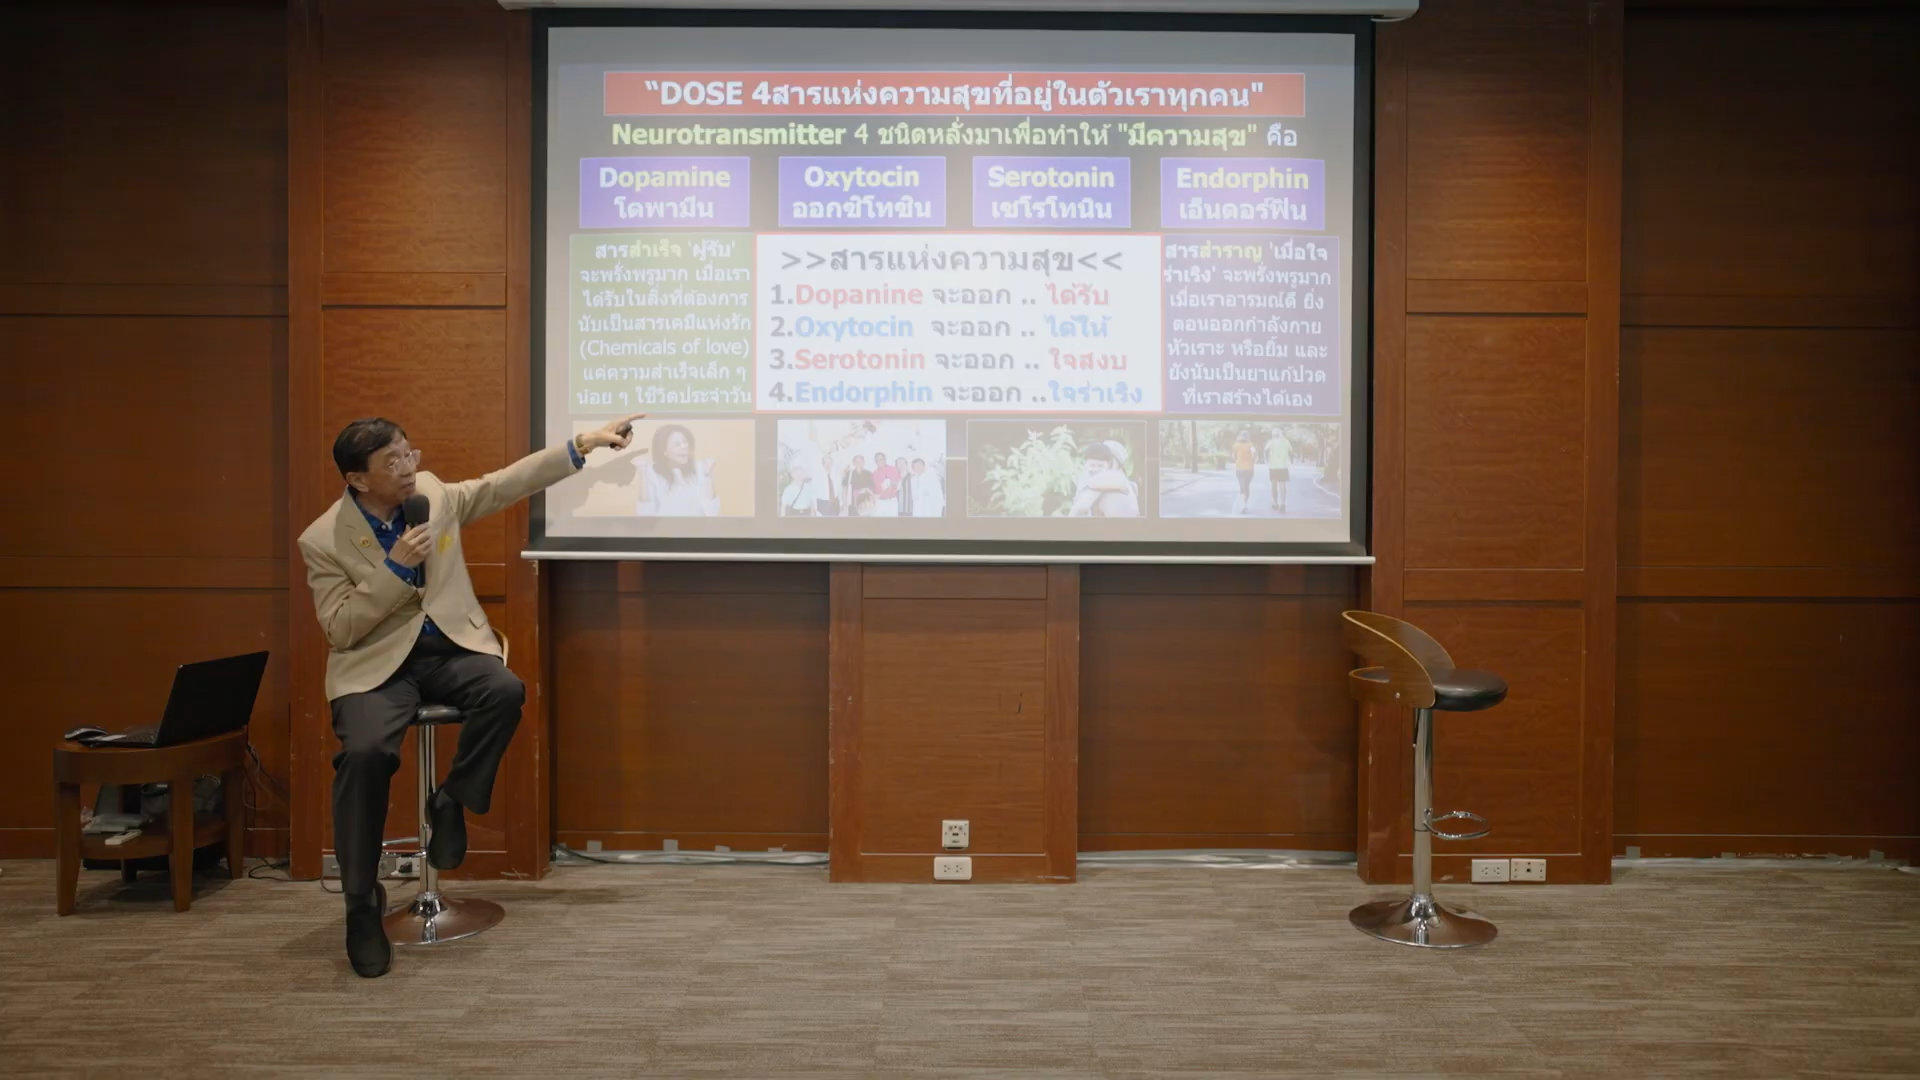 “DOSE 4สารแห่งความสุขที่อยู่ในตัวเราทุกคน"
Neurotransmitter 4 ชนิดหลั่งมาเพื่อทำให้ "มีความสุข" คือ
Dopamine
โดพามีน
Oxytocin
ออกซิโทซิน
Serotonin
เซโรโทนิน
Endorphin
เอ็นดอร์ฟิน
สารสำเร็จ 'ผู้รับ'
จะพรั่งพรูมาก เมื่อเรา
ได้รับในสิ่งที่ต้องการ
นับเป็นสารเคมีแห่งรัก
(Chemicals of love)
แค่ความสำเร็จเล็ก ๆ
น่อย ๆ ใช้วิตประจำวัน
>>สารแห่งความสุข<<
1.Dopanine จะออก .. ได้รับ
2.Oxytocin จะออก .. ได้ให้
3.Serotonin จะออก .. ใจสงบ
4.Endorphin จะออก ..ใจร่าเริง
สารสำราญ 'เมื่อใจ
ร่าเริง' จะพรั่งพรูมาก
เมื่อเราอารมณ์ดี ยิ่ง
ตอนออกกำลังกาย
หัวเราะ หรือยิ้ม และ
ยังนับเป็นยาแก้ปวด
ที่เราสร้างได้เอง